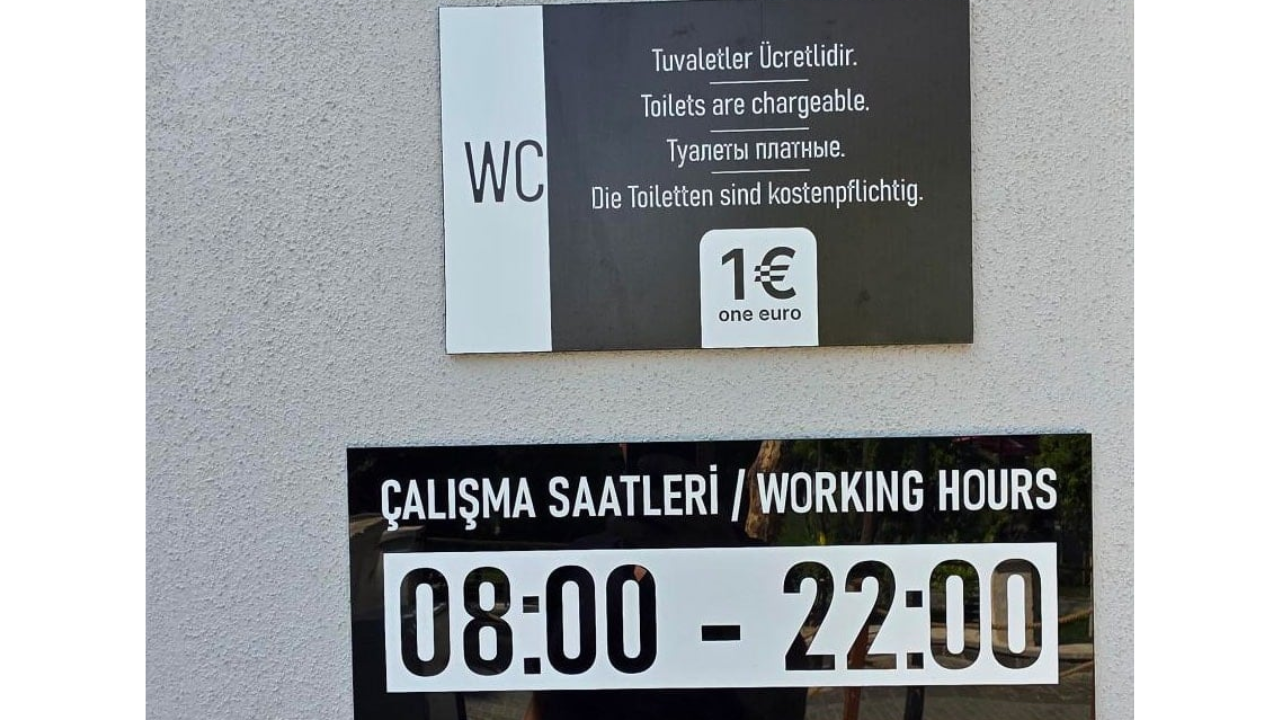 WC
Tuvaletler Ücretlidir.
Toilets are chargeable.
Туалеты платные.
Die Toiletten sind kostenpflichtig.
1€
one euro
ÇALIŞMA SAATLERİ / WORKING HOURS
08:00 - 22:00